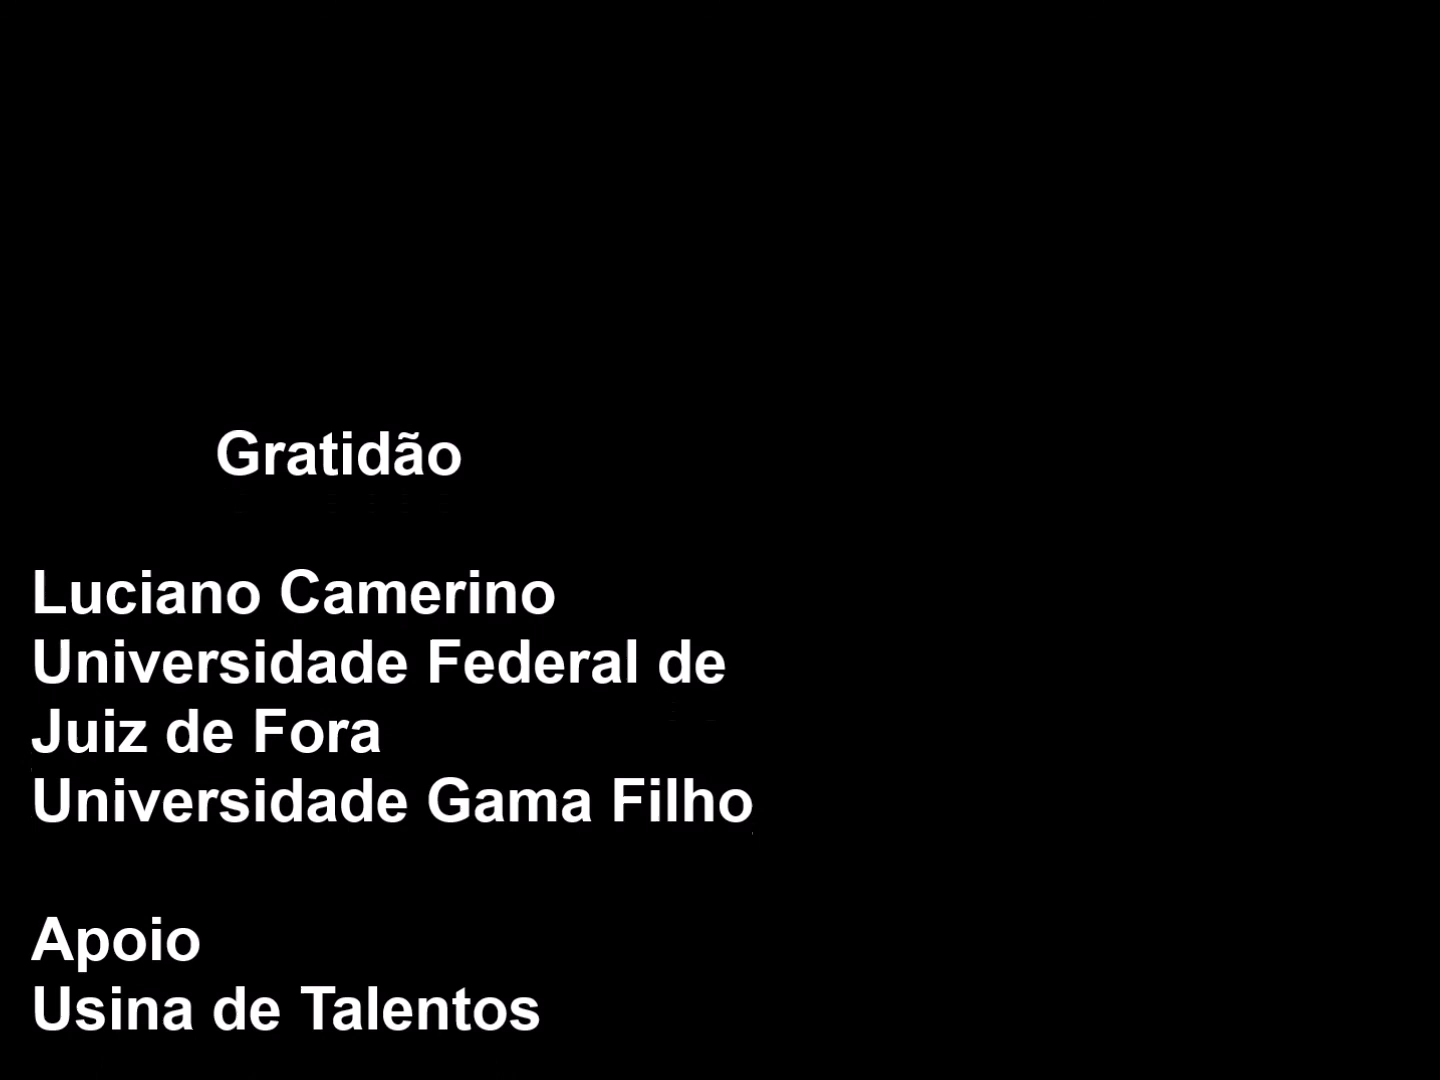 Gratidão
Luciano Camerino
Universidade Federal de
Juiz de Fora
Universidade Gama Filho
Apoio
Usina de Talentos